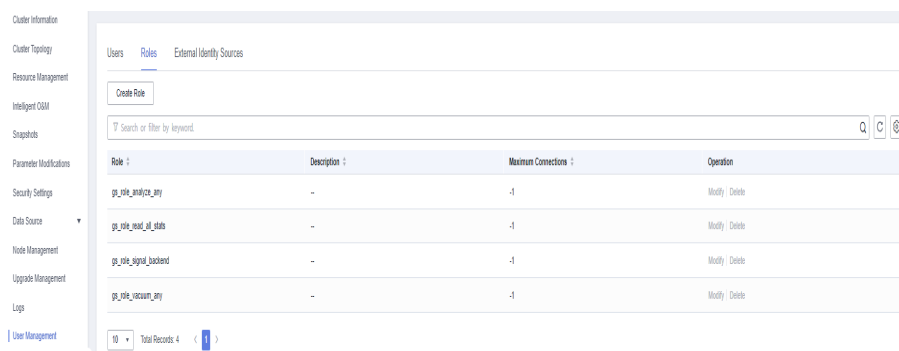 Cluster Information
Cluster Topology
Resource Management
Intelligent O&M
Snapshots
Parameter Modifications
Security Settings
Data Source
Node Management
Upgrade Management
Logs
User Management
Users Roles External Identity Sources
Create Role
Search or filter by keyword.
Role Description Maximum Connections Operation
gs_role_analyze_any -- -1 Modify | Delete
gs_role_read_all_stats -- -1 Modify | Delete
gs_role_signal_backend -- -1 Modify | Delete
gs_role_vacuum_any -- -1 Modify | Delete
10 Total Records: 4 < 1 >